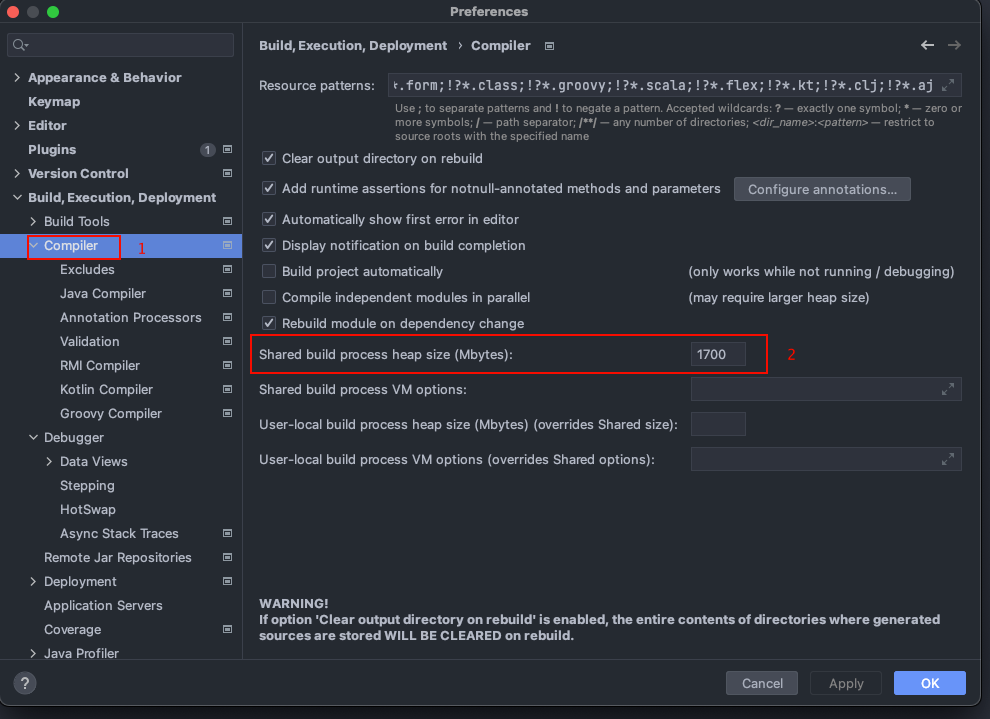 Preferences
Appearance & Behavior
Keymap
Editor
Plugins 1
Version Control
Build, Execution, Deployment
Build Tools
Compiler 1
Excludes
Java Compiler
Annotation Processors
Validation
RMI Compiler
Kotlin Compiler
Groovy Compiler
Debugger
Data Views
Stepping
HotSwap
Async Stack Traces
Remote Jar Repositories
Deployment
Application Servers
Coverage
Java Profiler
Build, Execution, Deployment › Compiler
Resource patterns: *.form;!?*.class;!?*.groovy;!?*.scala;!?*.flex;!?*.kt;!?*.clj;!?*.aj
Use ; to separate patterns and ! to negate a pattern. Accepted wildcards: ? — exactly one symbol; * — zero or
more symbols; / — path separator; /**/ — any number of directories; <dir_name>:<pattern> — restrict to
source roots with the specified name
Clear output directory on rebuild
Add runtime assertions for notnull-annotated methods and parameters Configure annotations...
Automatically show first error in editor
Display notification on build completion
Build project automatically (only works while not running / debugging)
Compile independent modules in parallel (may require larger heap size)
Rebuild module on dependency change
Shared build process heap size (Mbytes): 1700 2
Shared build process VM options:
User-local build process heap size (Mbytes) (overrides Shared size):
User-local build process VM options (overrides Shared options):
WARNING!
If option 'Clear output directory on rebuild' is enabled, the entire contents of directories where generated
sources are stored WILL BE CLEARED on rebuild.
? Cancel Apply OK